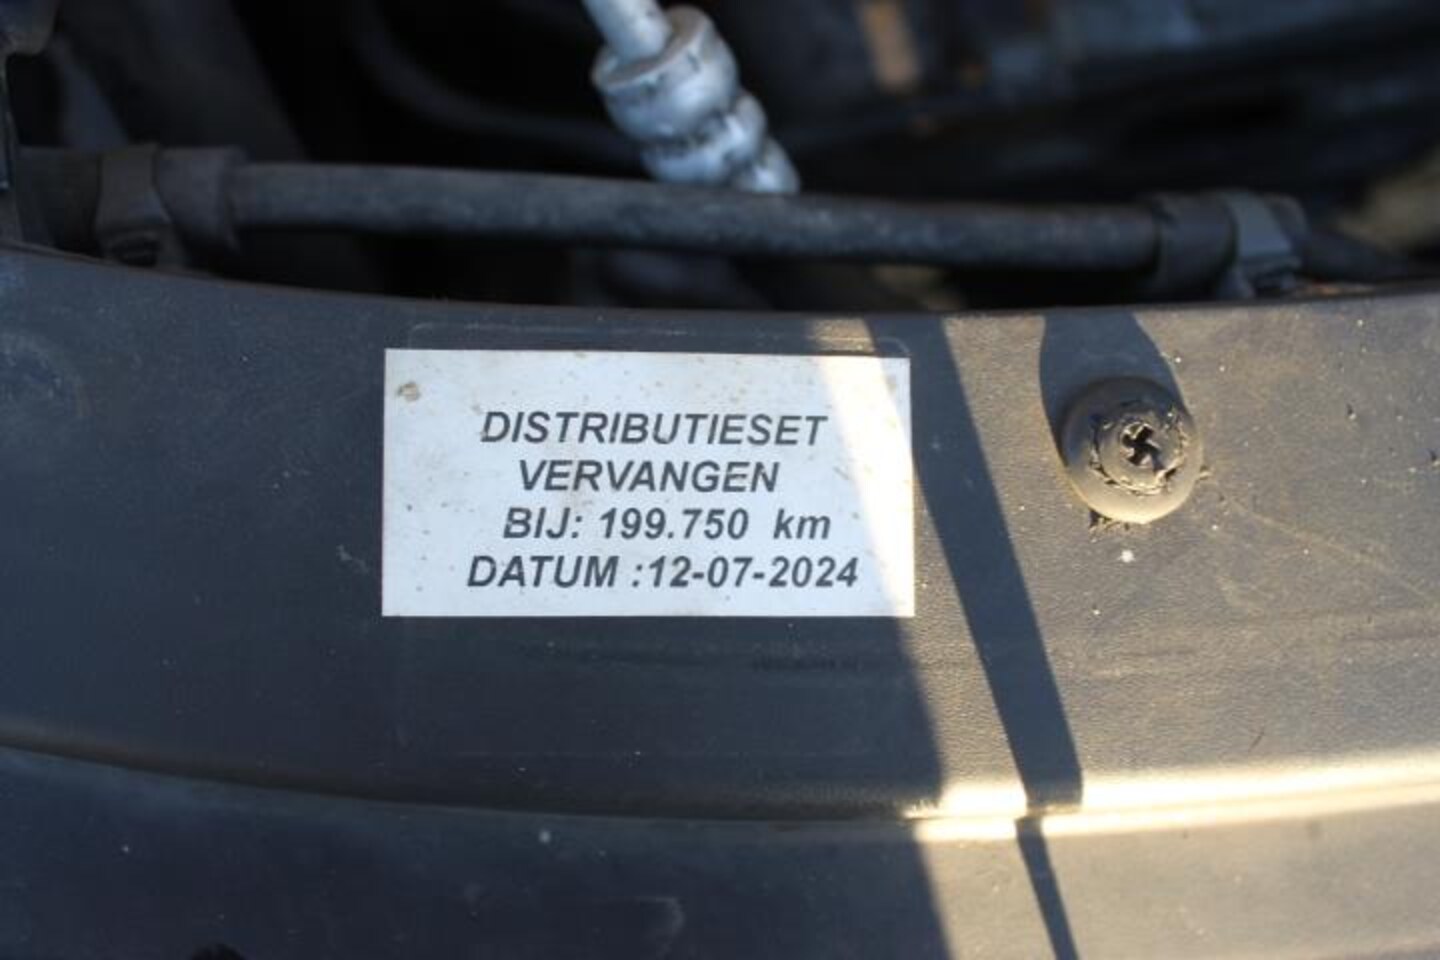 DISTRIBUTIESET
VERVANGEN
BIJ: 199.750 km
DATUM :12-07-2024